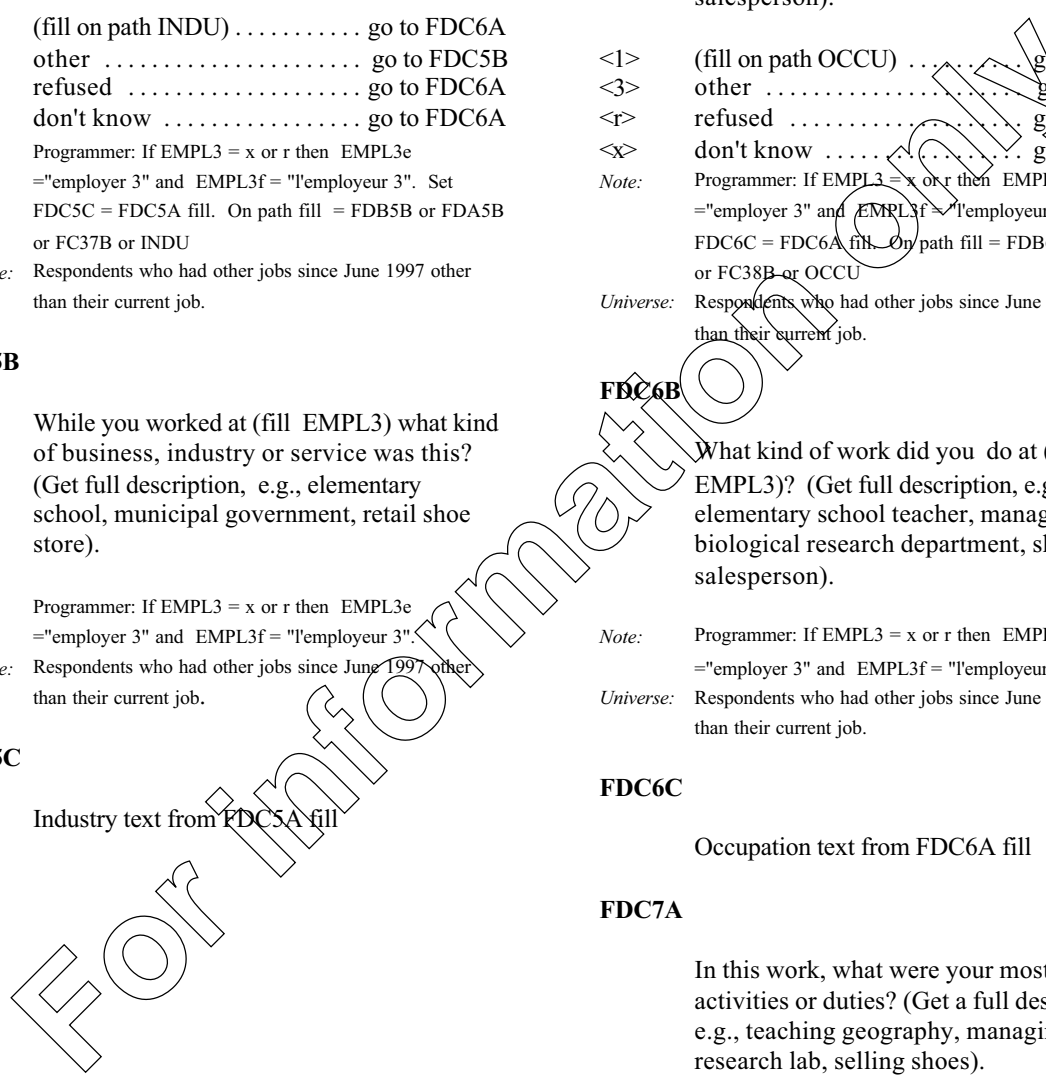 (fill on path INDU) . . . . . . . . . . . go to FDC6A
other . . . . . . . . . . . . . . . . . . . . . . go to FDC5B
refused . . . . . . . . . . . . . . . . . . . . go to FDC6A
don't know . . . . . . . . . . . . . . . . . go to FDC6A
Programmer: If EMPL3 = x or r then EMPL3e
="employer 3" and EMPL3f = "l'employeur 3". Set
FDC5C = FDC5A fill. On path fill = FDB5B or FDA5B
or FC37B or INDU
e: Respondents who had other jobs since June 1997 other
than their current job.
5B
While you worked at (fill EMPL3) what kind
of business, industry or service was this?
(Get full description, e.g., elementary
school, municipal government, retail shoe
store).
Programmer: If EMPL3 = x or r then EMPL3e
="employer 3" and EMPL3f = "l'employeur 3".
e: Respondents who had other jobs since June 1997 other
than their current job.
5C
Industry text from FDC5A fill
salesperson).
<1> (fill on path OCCU) . . . . . . . . . . . g
<3> other . . . . . . . . . . . . . . . . . . . . . . g
<r> refused . . . . . . . . . . . . . . . . . . . . g
<x> don't know . . . . . . . . . . . . . . . . . g
Note: Programmer: If EMPL3 = x or r then EMPL
="employer 3" and EMPL3f = "l'employeur
FDC6C = FDC6A fill. On path fill = FDB
or FC38B or OCCU
Universe: Respondents who had other jobs since June
than their current job.
FDC6B
What kind of work did you do at (
EMPL3)? (Get full description, e.g
elementary school teacher, manag
biological research department, sh
salesperson).
Note: Programmer: If EMPL3 = x or r then EMPL
="employer 3" and EMPL3f = "l'employeur
Universe: Respondents who had other jobs since June
than their current job.
FDC6C
Occupation text from FDC6A fill
FDC7A
In this work, what were your most
activities or duties? (Get a full des
e.g., teaching geography, managin
research lab, selling shoes).
For information only